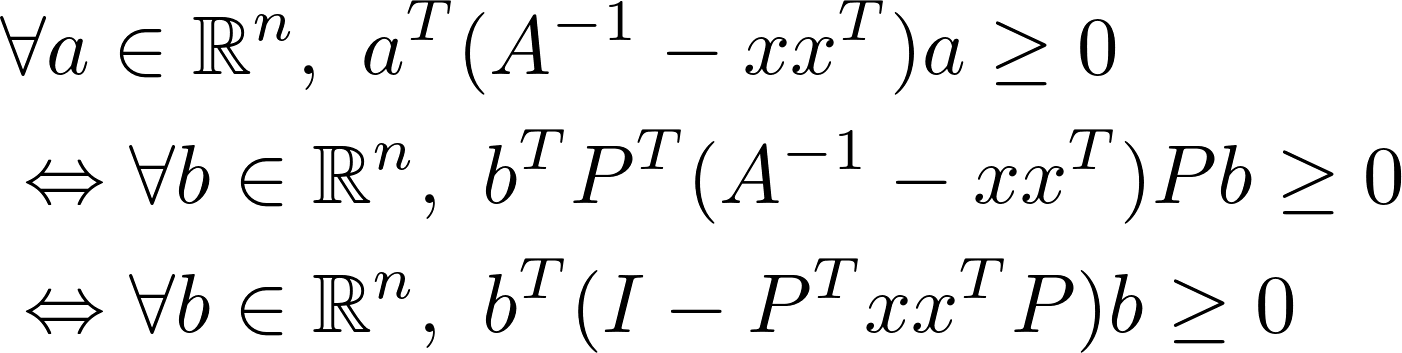 ∀a ∈ ℝⁿ, aᵀ(A⁻¹ − xxᵀ)a ≥ 0
⇔ ∀b ∈ ℝⁿ, bᵀPᵀ(A⁻¹ − xxᵀ)Pb ≥ 0
⇔ ∀b ∈ ℝⁿ, bᵀ(I − PᵀxxᵀP)b ≥ 0